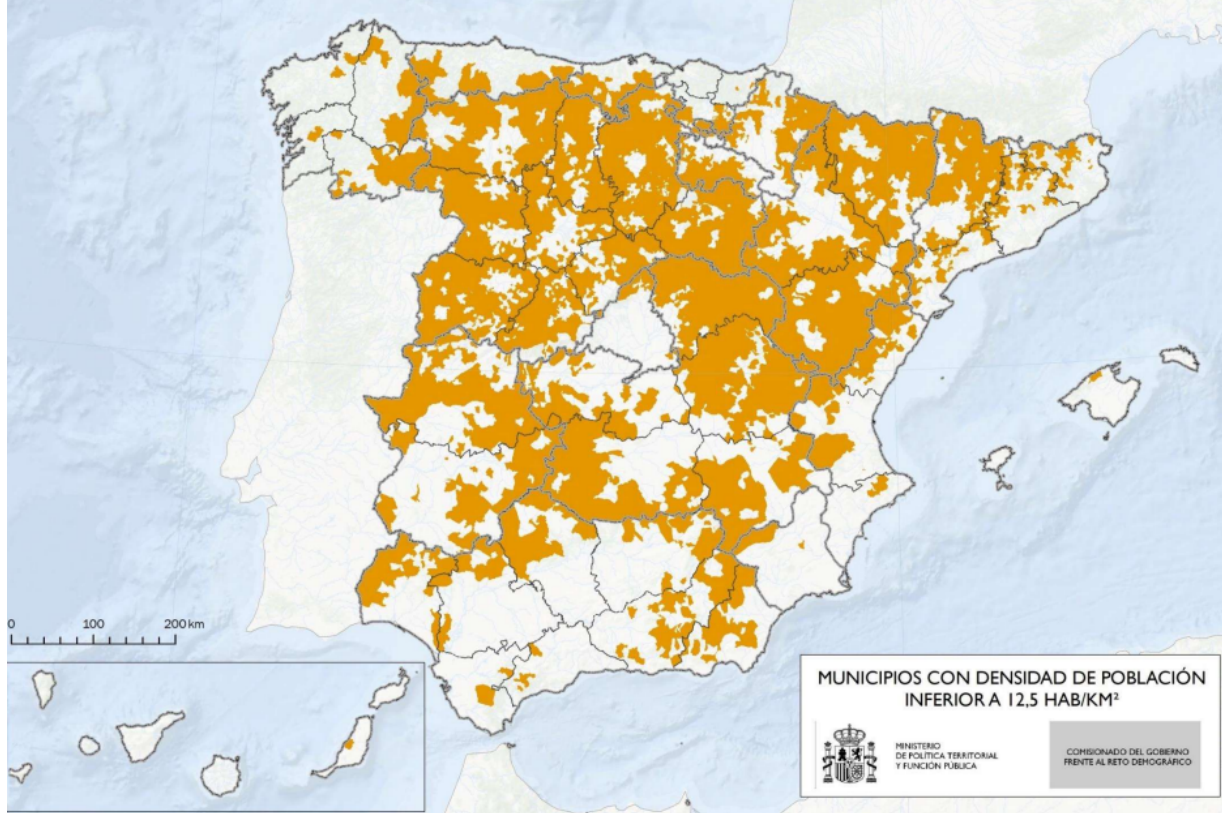 0 100 200 km
MUNICIPIOS CON DENSIDAD DE POBLACIÓN
INFERIOR A 12,5 HAB/KM²
MINISTERIO
DE POLÍTICA TERRITORIAL
Y FUNCIÓN PÚBLICA
COMISIONADO DEL GOBIERNO
FRENTE AL RETO DEMOGRÁFICO